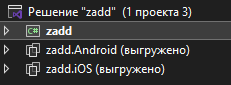 Решение "zadd" (1 проекта 3)
C# zadd
zadd.Android (выгружено)
zadd.iOS (выгружено)